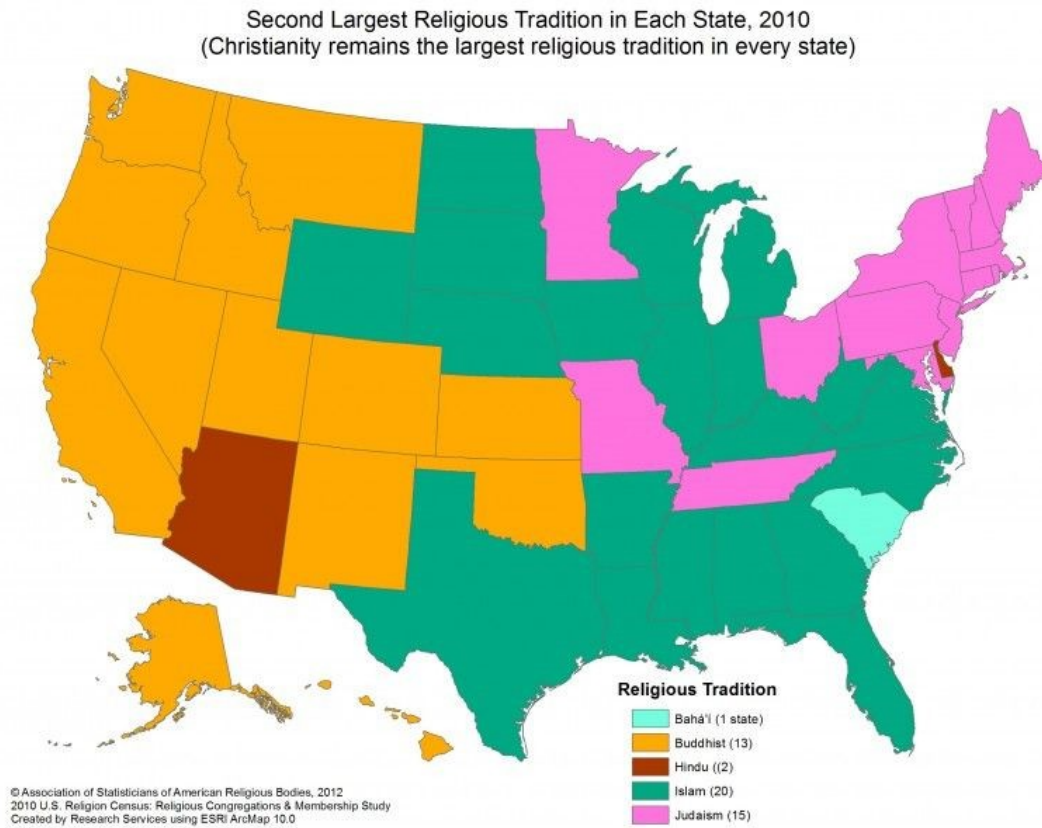 Second Largest Religious Tradition in Each State, 2010
(Christianity remains the largest religious tradition in every state)
Religious Tradition
Bahá'í (1 state)
Buddhist (13)
Hindu ((2)
Islam (20)
Judaism (15)
© Association of Statisticians of American Religious Bodies, 2012
2010 U.S. Religion Census: Religious Congregations & Membership Study
Created by Research Services using ESRI ArcMap 10.0